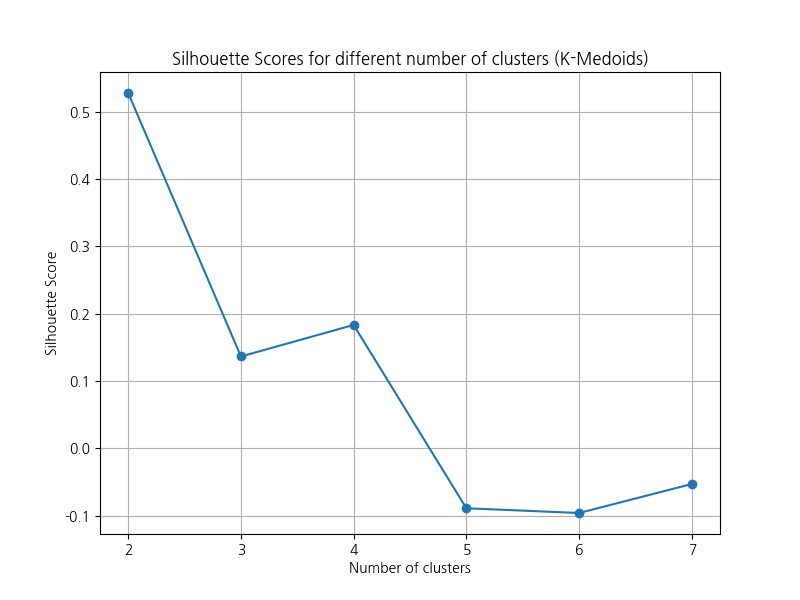 Silhouette Scores for different number of clusters (K-Medoids)
0.5
0.4
0.3
0.2
0.1
0.0
-0.1
Silhouette Score
2 3 4 5 6 7
Number of clusters